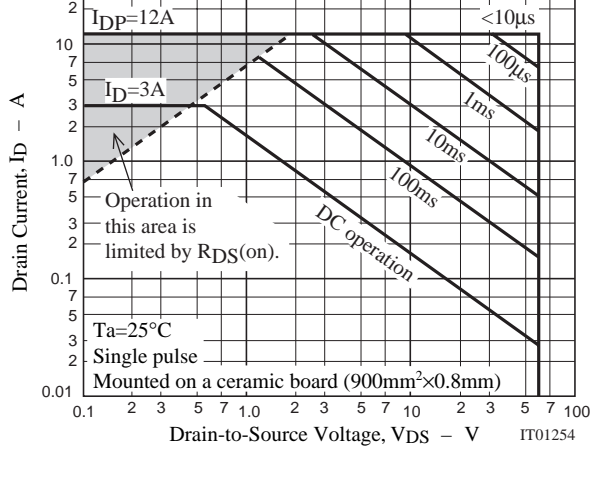 2
IDP=12A
<10μs
10
7
5
3
2
1.0
7
5
3
2
0.1
7
5
3
2
0.01
ID=3A
100μs
1ms
10ms
100ms
DC operation
Operation in
this area is
limited by RDS(on).
Ta=25°C
Single pulse
Mounted on a ceramic board (900mm²×0.8mm)
0.1 2 3 5 7 1.0 2 3 5 7 10 2 3 5 7 100
Drain Current, ID – A
Drain-to-Source Voltage, VDS – V
IT01254